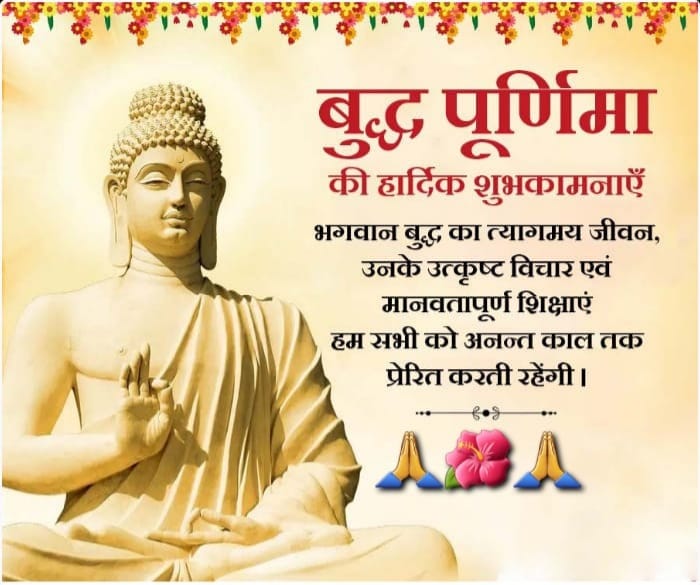 बुद्ध पूर्णिमा
की हार्दिक शुभकामनाएँ
भगवान बुद्ध का त्यागमय जीवन,
उनके उत्कृष्ट विचार एवं
मानवतापूर्ण शिक्षाएं
हम सभी को अनन्त काल तक
प्रेरित करती रहेंगी।